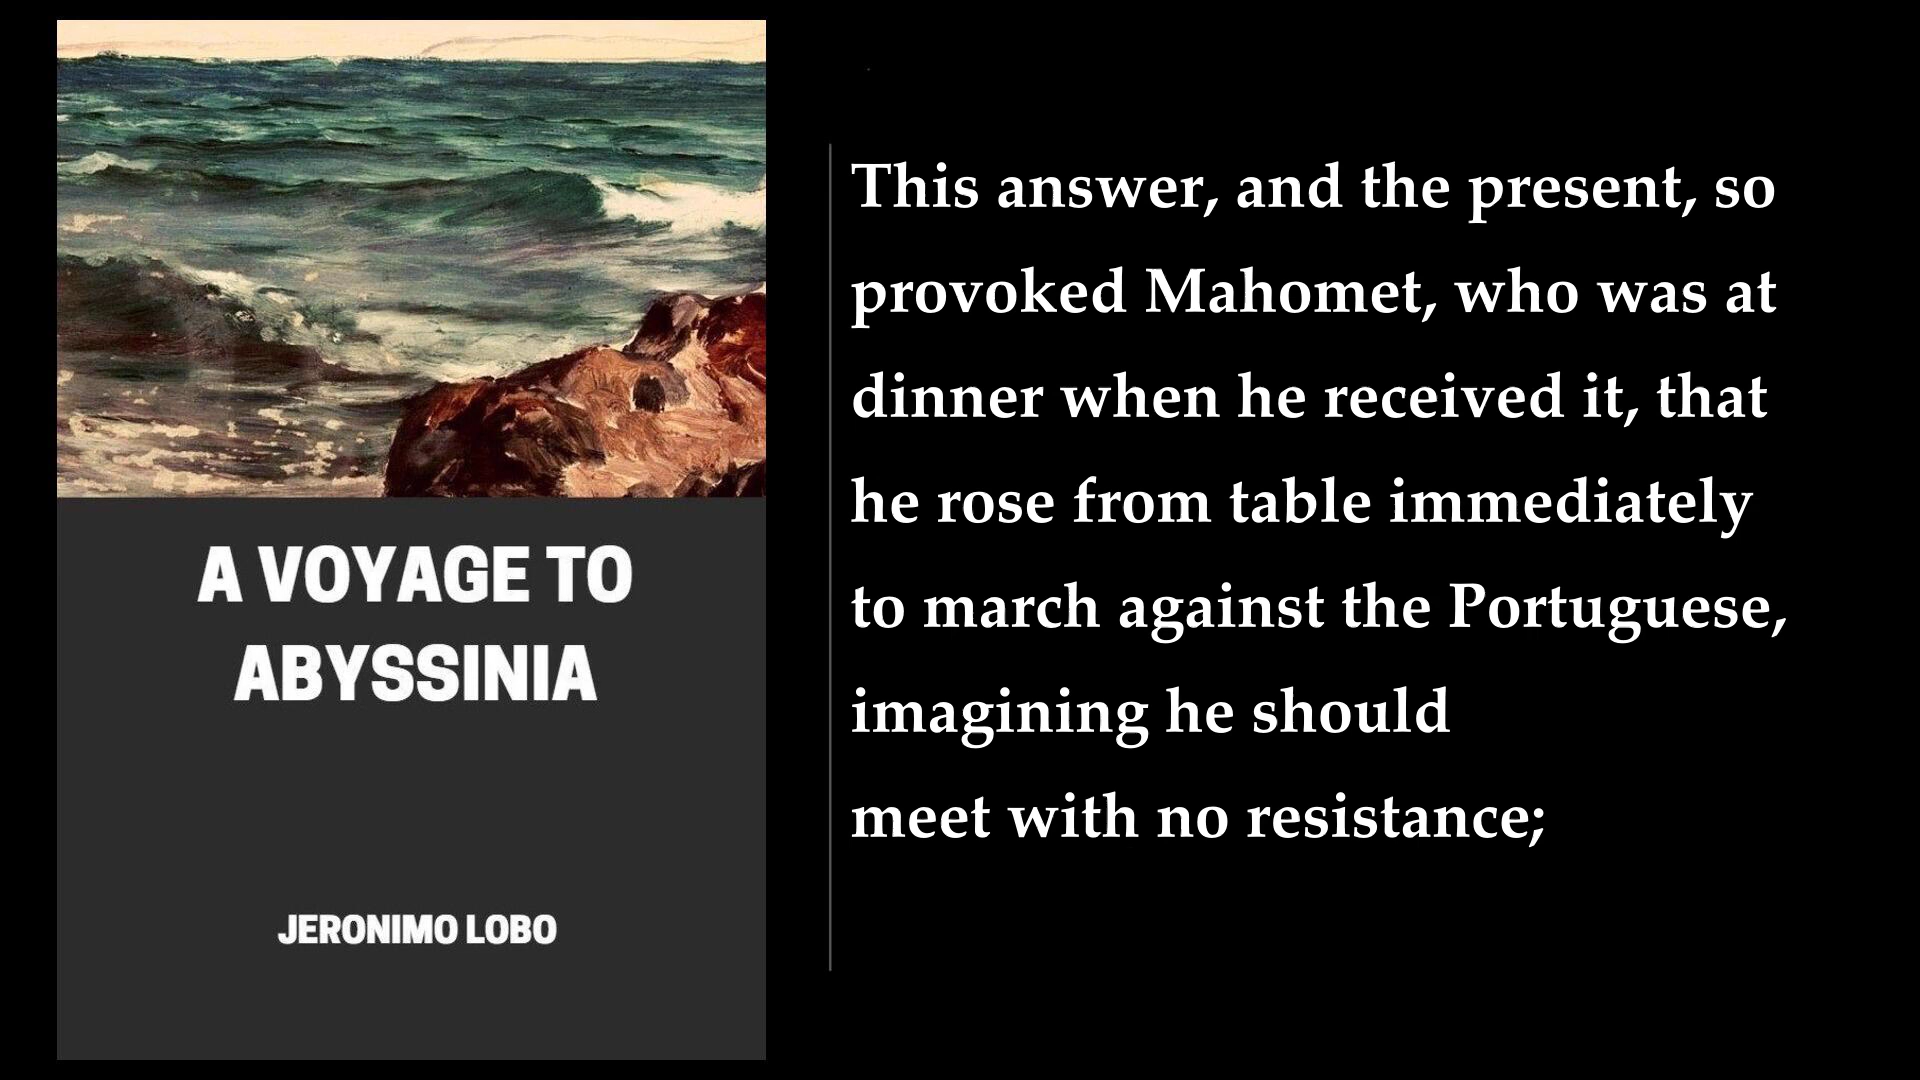 A VOYAGE TO
ABYSSINIA
JERONIMO LOBO
This answer, and the present, so
provoked Mahomet, who was at
dinner when he received it, that
he rose from table immediately
to march against the Portuguese,
imagining he should
meet with no resistance;